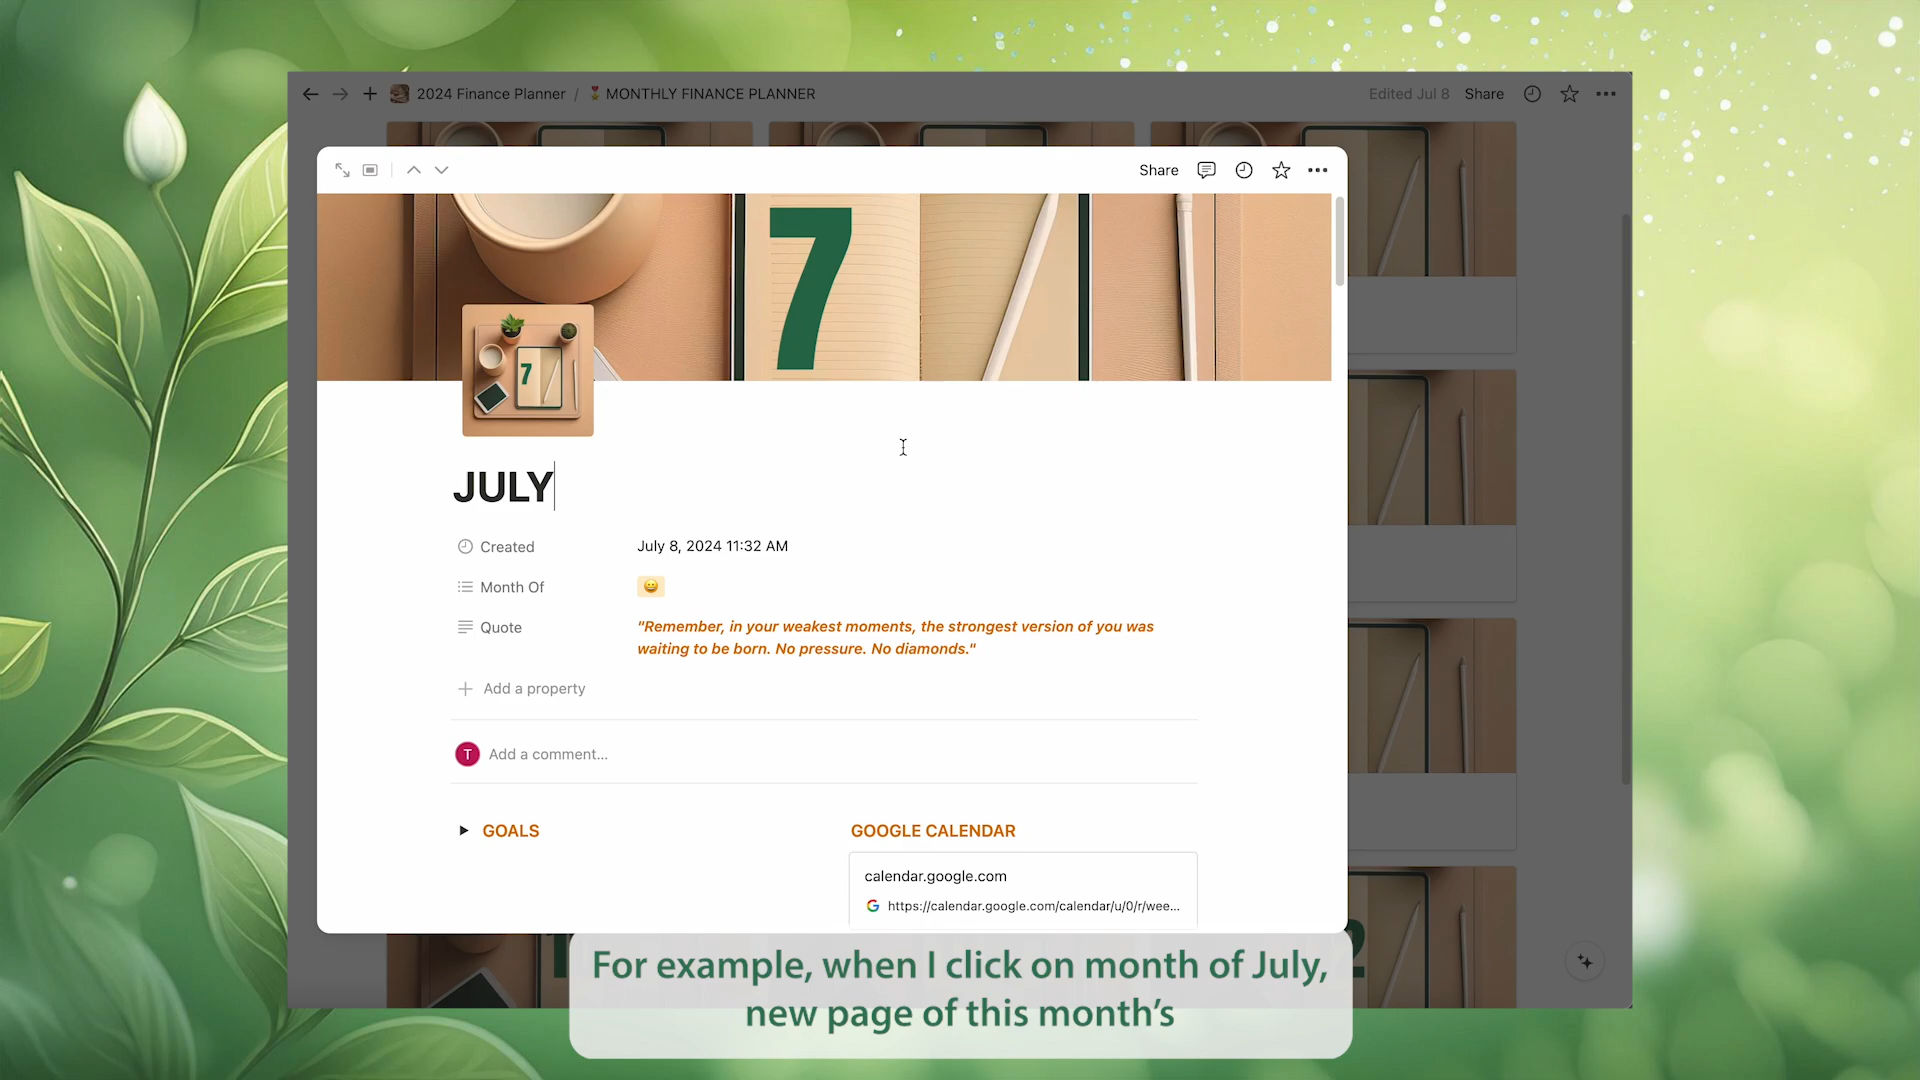 2024 Finance Planner / MONTHLY FINANCE PLANNER
Edited Jul 8 Share
Share
7
7
JULY
Created July 8, 2024 11:32 AM
Month Of
Quote "Remember, in your weakest moments, the strongest version of you was
waiting to be born. No pressure. No diamonds."
Add a property
T Add a comment...
GOALS
GOOGLE CALENDAR
calendar.google.com
https://calendar.google.com/calendar/u/0/r/wee...
For example, when I click on month of July,
new page of this month's